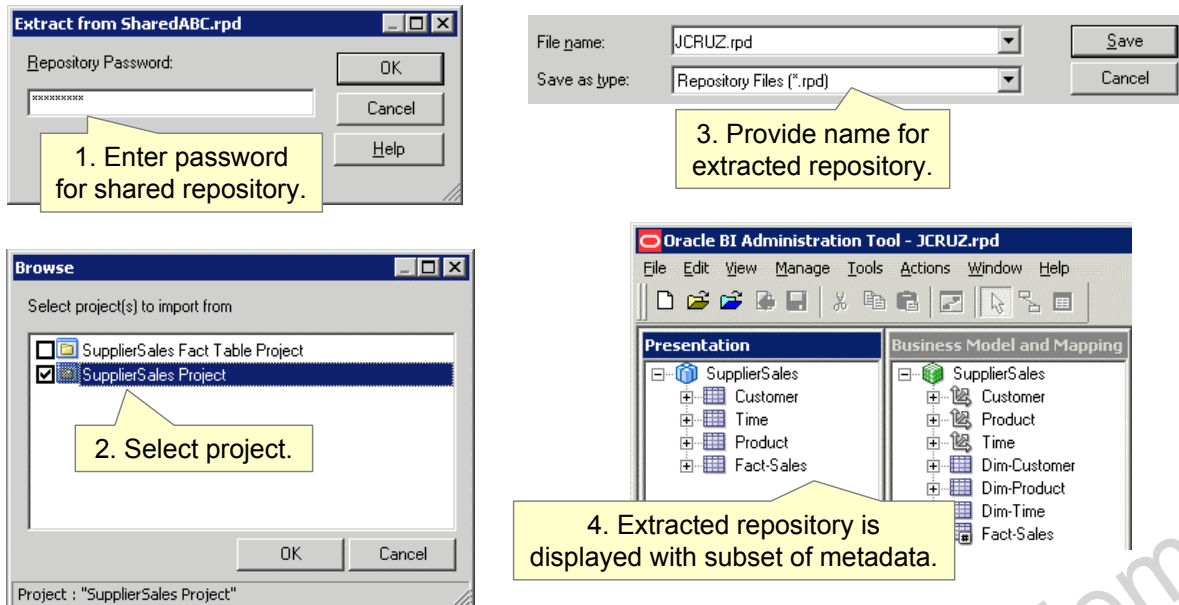 Extract from SharedABC.rpd
Repository Password:
xxxxxxxxx
OK
Cancel
Help
1. Enter password
for shared repository.
File name:
JCRUZ.rpd
Save
Save as type:
Repository Files (*.rpd)
Cancel
3. Provide name for
extracted repository.
Browse
Select project(s) to import from
SupplierSales Fact Table Project
SupplierSales Project
2. Select project.
OK
Cancel
Project : "SupplierSales Project"
Oracle BI Administration Tool - JCRUZ.rpd
File Edit View Manage Tools Actions Window Help
Presentation
SupplierSales
Customer
Time
Product
Fact-Sales
Business Model and Mapping
SupplierSales
Customer
Product
Time
Dim-Customer
Dim-Product
Dim-Time
Fact-Sales
4. Extracted repository is
displayed with subset of metadata.